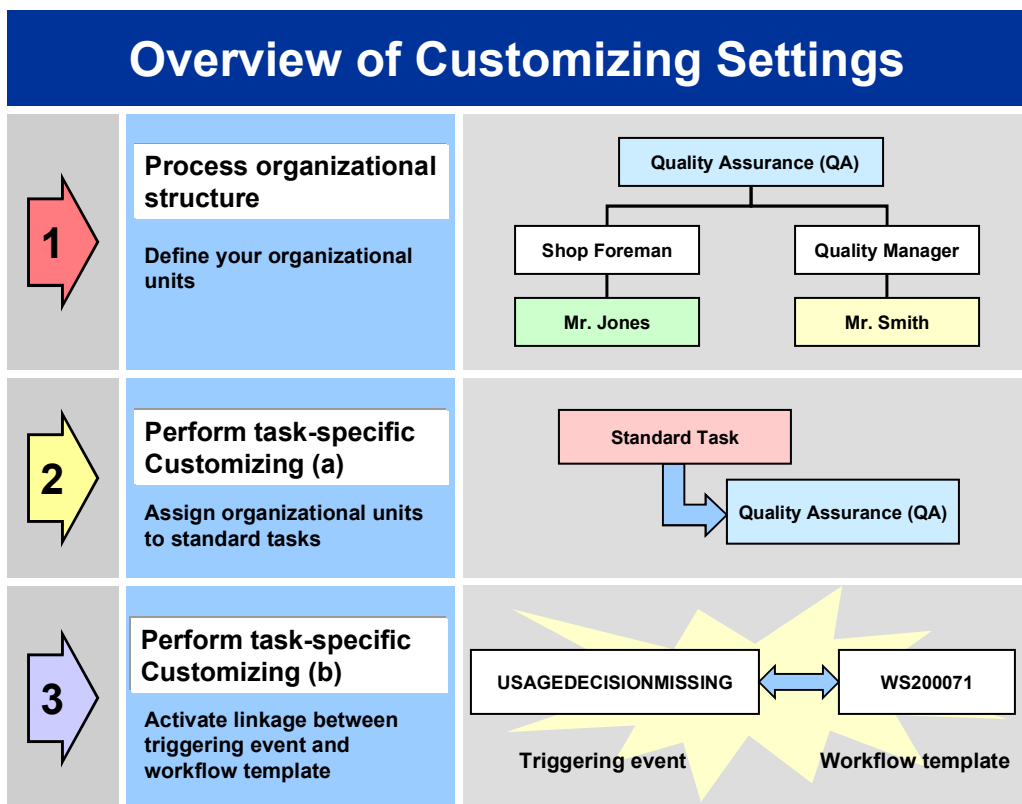 Overview of Customizing Settings
1
Process organizational
structure
Define your organizational
units
Quality Assurance (QA)
Shop Foreman
Quality Manager
Mr. Jones
Mr. Smith
2
Perform task-specific
Customizing (a)
Assign organizational units
to standard tasks
Standard Task
Quality Assurance (QA)
3
Perform task-specific
Customizing (b)
Activate linkage between
triggering event and
workflow template
USAGEDECISIONMISSING
WS200071
Triggering event
Workflow template